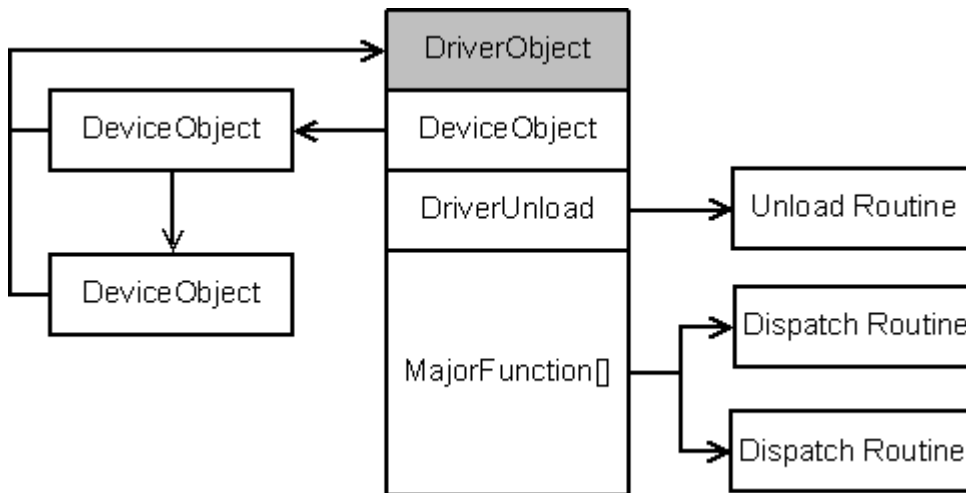 DriverObject
DeviceObject
DeviceObject
DriverUnload
Unload Routine
DeviceObject
Dispatch Routine
MajorFunction[]
Dispatch Routine